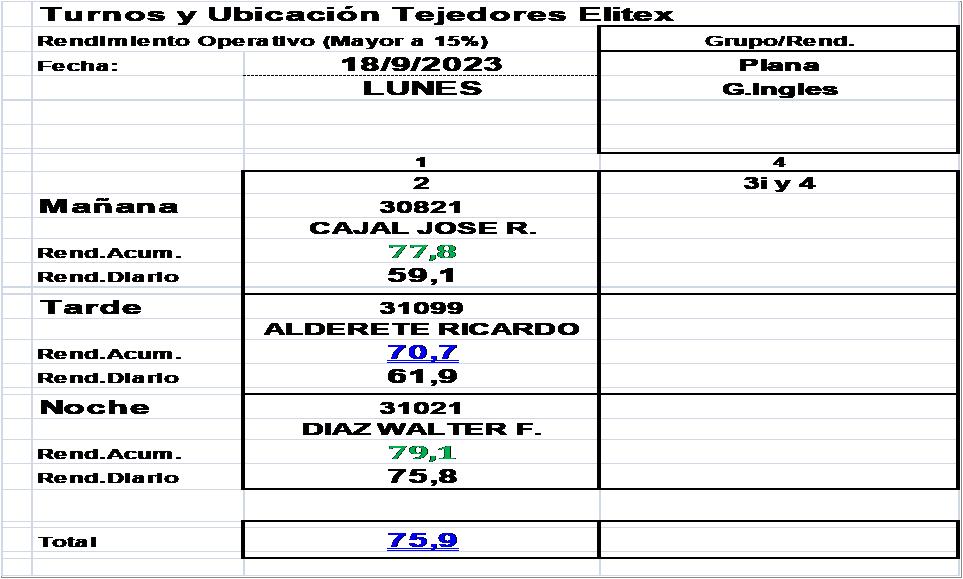 Turnos y Ubicación Tejedores Elitex
Rendimiento Operativo (Mayor a 15%) Grupo/Rend.
Fecha: 18/9/2023 Plana
LUNES G.Ingles
1 4
2 3i y 4
Mañana 30821
CAJAL JOSE R.
Rend.Acum. 77,8
Rend.Diario 59,1
Tarde 31099
ALDERETE RICARDO
Rend.Acum. 70,7
Rend.Diario 61,9
Noche 31021
DIAZ WALTER F.
Rend.Acum. 79,1
Rend.Diario 75,8
Total 75,9